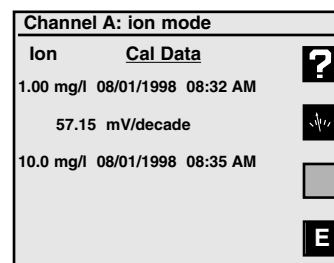 Channel A: ion mode
Ion Cal Data
?
1.00 mg/l 08/01/1998 08:32 AM
57.15 mV/decade
10.0 mg/l 08/01/1998 08:35 AM
E